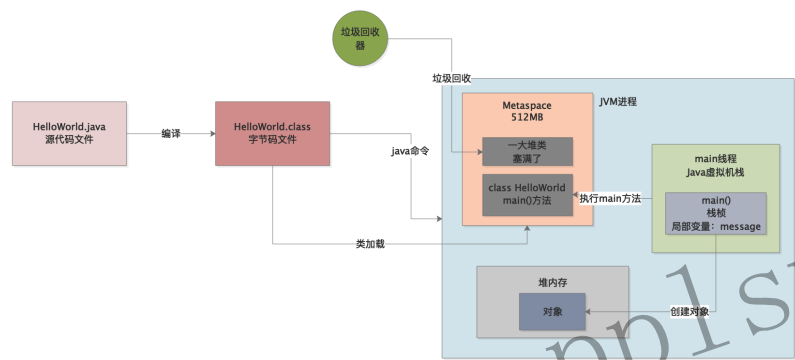 垃圾回收
器
垃圾回收
Metaspace
512MB
JVM进程
HelloWorld.java
源代码文件
编译
HelloWorld.class
字节码文件
java命令
一大堆类
塞满了
class HelloWorld
main()方法
执行main方法
main线程
Java虚拟机栈
main()
栈桢
局部变量：message
类加载
堆内存
对象
创建对象